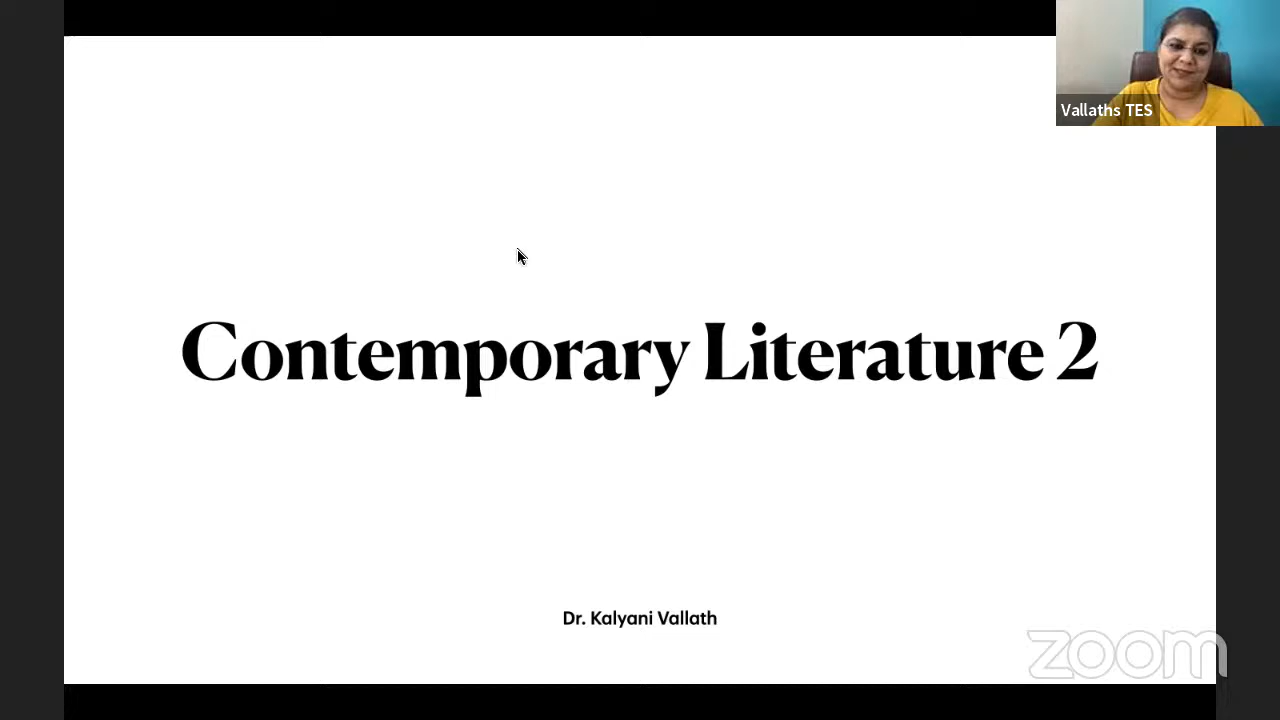 Vallaths TES
Contemporary Literature 2
Dr. Kalyani Vallath
zoom